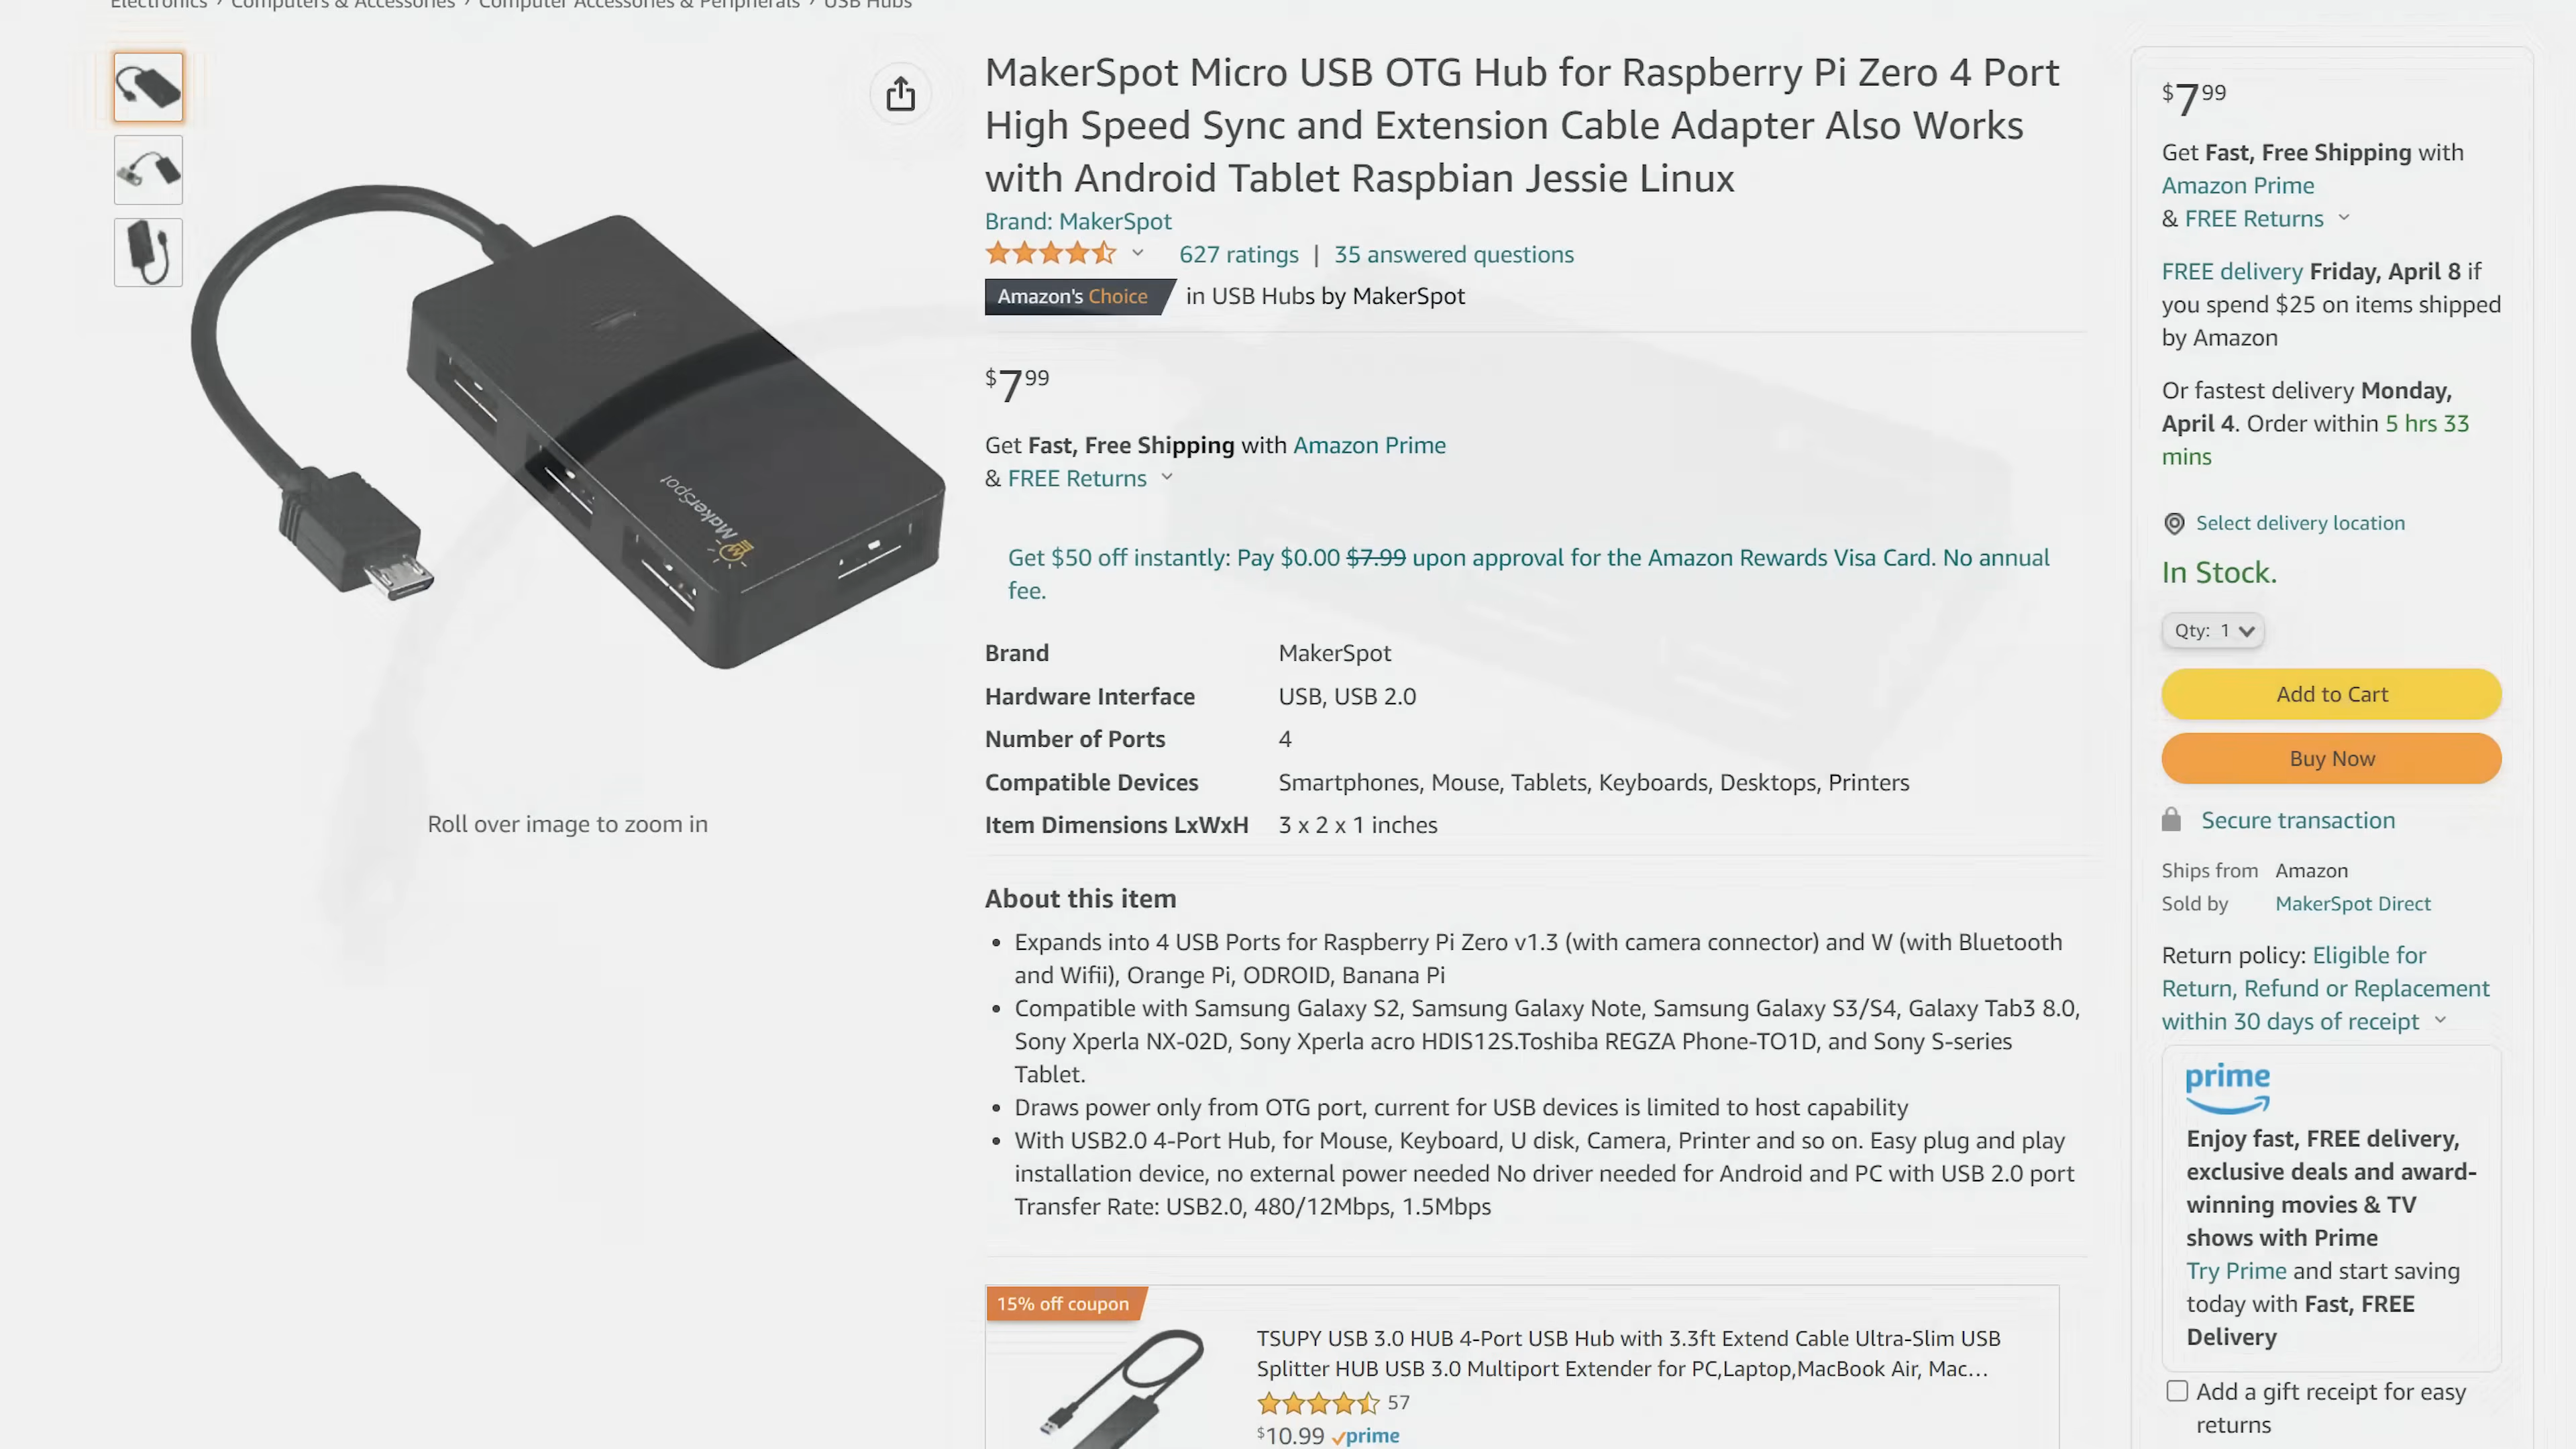 Electronics › Computers & Accessories › Computer Accessories & Peripherals › USB Hubs
MakerSpot Micro USB OTG Hub for Raspberry Pi Zero 4 Port
High Speed Sync and Extension Cable Adapter Also Works
with Android Tablet Raspbian Jessie Linux
Brand: MakerSpot
627 ratings | 35 answered questions
Amazon's Choice in USB Hubs by MakerSpot
$7 99
Get Fast, Free Shipping with Amazon Prime
& FREE Returns
Get $50 off instantly: Pay $0.00 $7.99 upon approval for the Amazon Rewards Visa Card. No annual
fee.
Brand MakerSpot
Hardware Interface USB, USB 2.0
Number of Ports 4
Compatible Devices Smartphones, Mouse, Tablets, Keyboards, Desktops, Printers
Item Dimensions LxWxH 3 x 2 x 1 inches
MakerSpot
Roll over image to zoom in
About this item
• Expands into 4 USB Ports for Raspberry Pi Zero v1.3 (with camera connector) and W (with Bluetooth
and Wifii), Orange Pi, ODROID, Banana Pi
• Compatible with Samsung Galaxy S2, Samsung Galaxy Note, Samsung Galaxy S3/S4, Galaxy Tab3 8.0,
Sony Xperla NX-02D, Sony Xperla acro HDIS12S.Toshiba REGZA Phone-TO1D, and Sony S-series
Tablet.
• Draws power only from OTG port, current for USB devices is limited to host capability
• With USB2.0 4-Port Hub, for Mouse, Keyboard, U disk, Camera, Printer and so on. Easy plug and play
installation device, no external power needed No driver needed for Android and PC with USB 2.0 port
Transfer Rate: USB2.0, 480/12Mbps, 1.5Mbps
15% off coupon
TSUPY USB 3.0 HUB 4-Port USB Hub with 3.3ft Extend Cable Ultra-Slim USB
Splitter HUB USB 3.0 Multiport Extender for PC,Laptop,MacBook Air, Mac...
57
$10.99 prime
$7 99
Get Fast, Free Shipping with
Amazon Prime
& FREE Returns
FREE delivery Friday, April 8 if
you spend $25 on items shipped
by Amazon
Or fastest delivery Monday,
April 4. Order within 5 hrs 33
mins
Select delivery location
In Stock.
Qty: 1
Add to Cart
Buy Now
Secure transaction
Ships from Amazon
Sold by MakerSpot Direct
Return policy: Eligible for
Return, Refund or Replacement
within 30 days of receipt
prime
Enjoy fast, FREE delivery,
exclusive deals and award-
winning movies & TV
shows with Prime
Try Prime and start saving
today with Fast, FREE
Delivery
Add a gift receipt for easy
returns